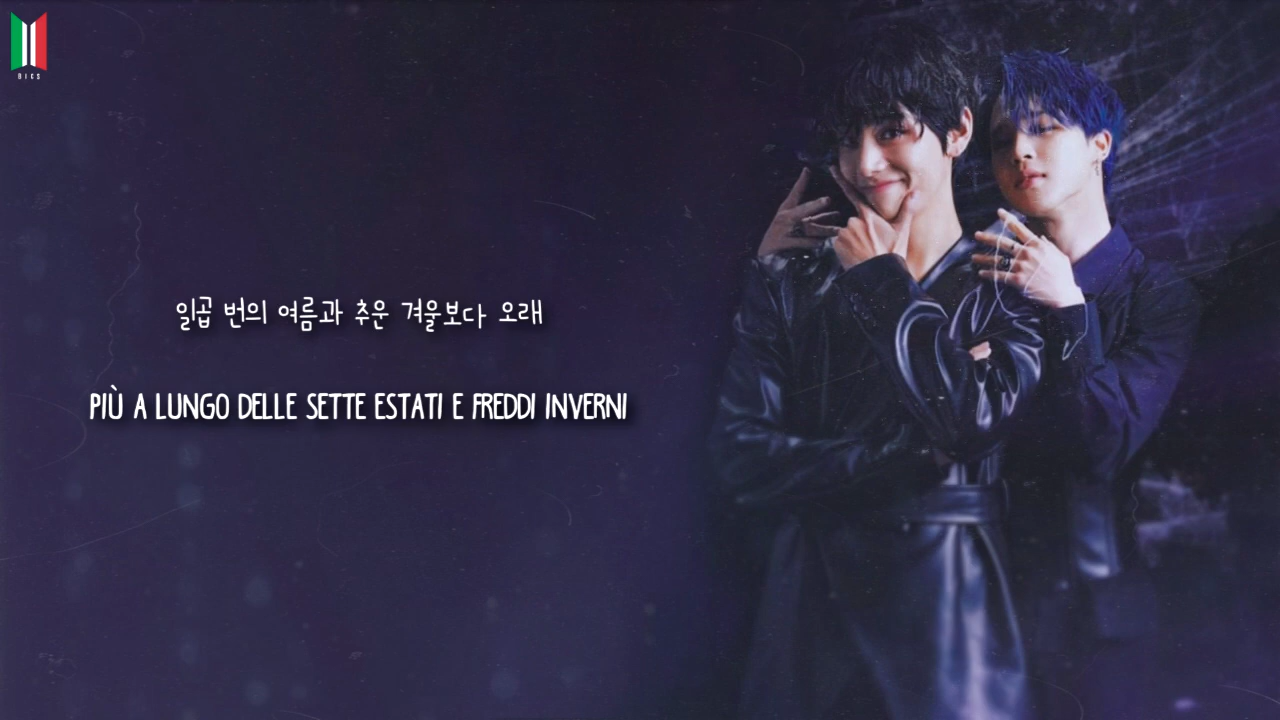 BICS
일곱 번의 여름과 추운 겨울보다 오래
PIÙ A LUNGO DELLE SETTE ESTATI E FREDDI INVERNI